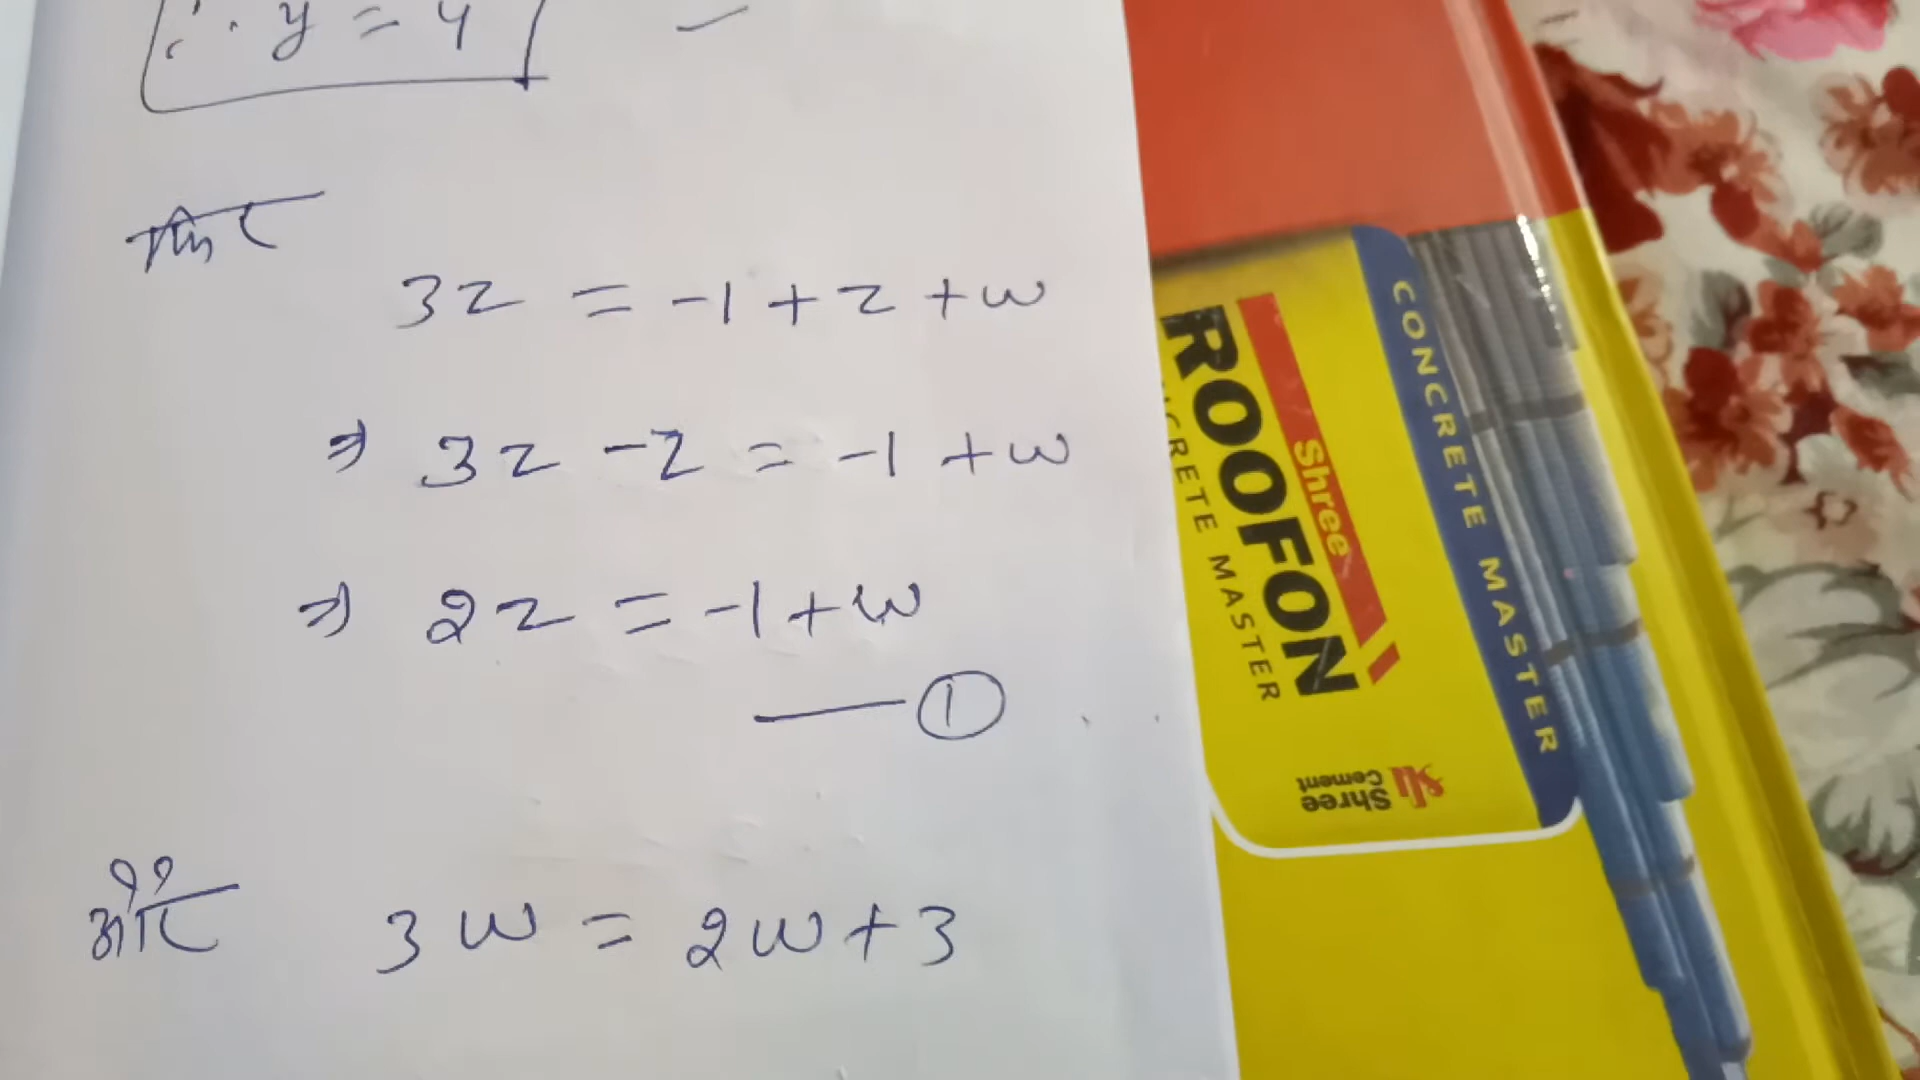 ∴ y = 4
फिर
3z = -1 + z + w
⇒ 3z - z = -1 + w
⇒ 2z = -1 + w
—— ①
और 3w = 2w + 3
Shree
ROOFON
CRETE MASTER
CONCRETE MASTER
Shree
Cement